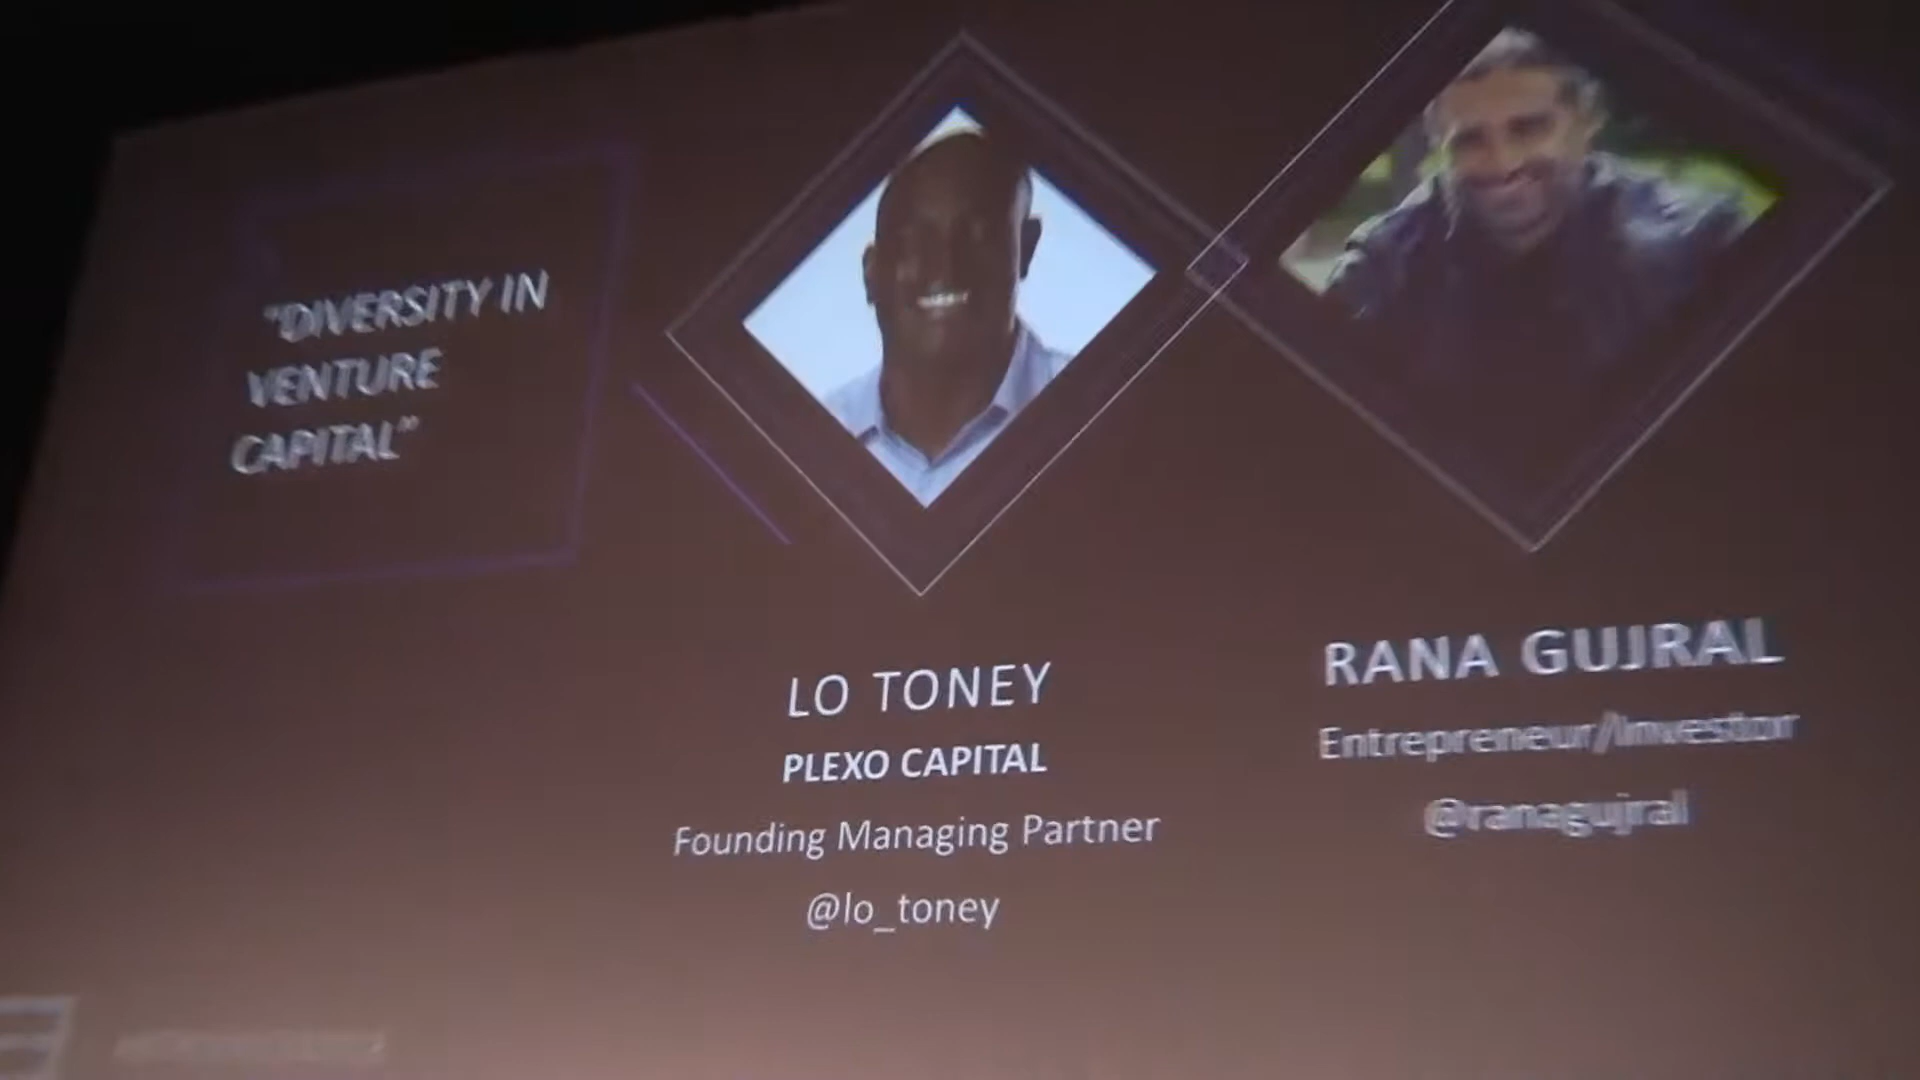 "DIVERSITY IN
VENTURE
CAPITAL"
LO TONEY
PLEXO CAPITAL
Founding Managing Partner
@lo_toney
RANA GUJRAL
Entrepreneur/Investor
@ranagujral